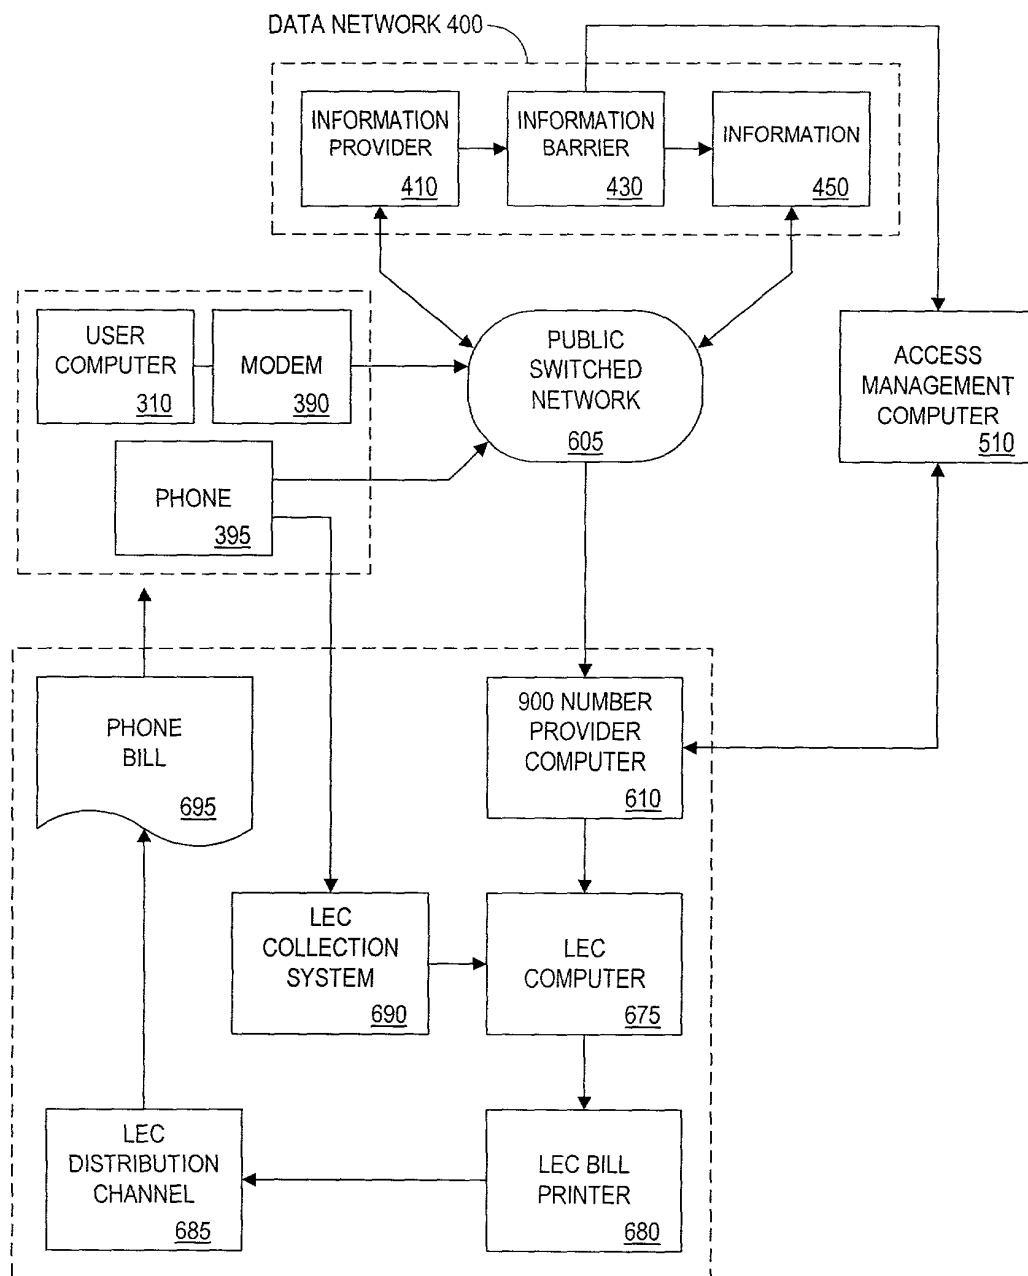 DATA NETWORK 400
INFORMATION
PROVIDER
410
INFORMATION
BARRIER
430
INFORMATION
450
USER
COMPUTER
310
MODEM
390
PHONE
395
PUBLIC
SWITCHED
NETWORK
605
ACCESS
MANAGEMENT
COMPUTER
510
PHONE
BILL
695
900 NUMBER
PROVIDER
COMPUTER
610
LEC
COLLECTION
SYSTEM
690
LEC
COMPUTER
675
LEC
DISTRIBUTION
CHANNEL
685
LEC BILL
PRINTER
680